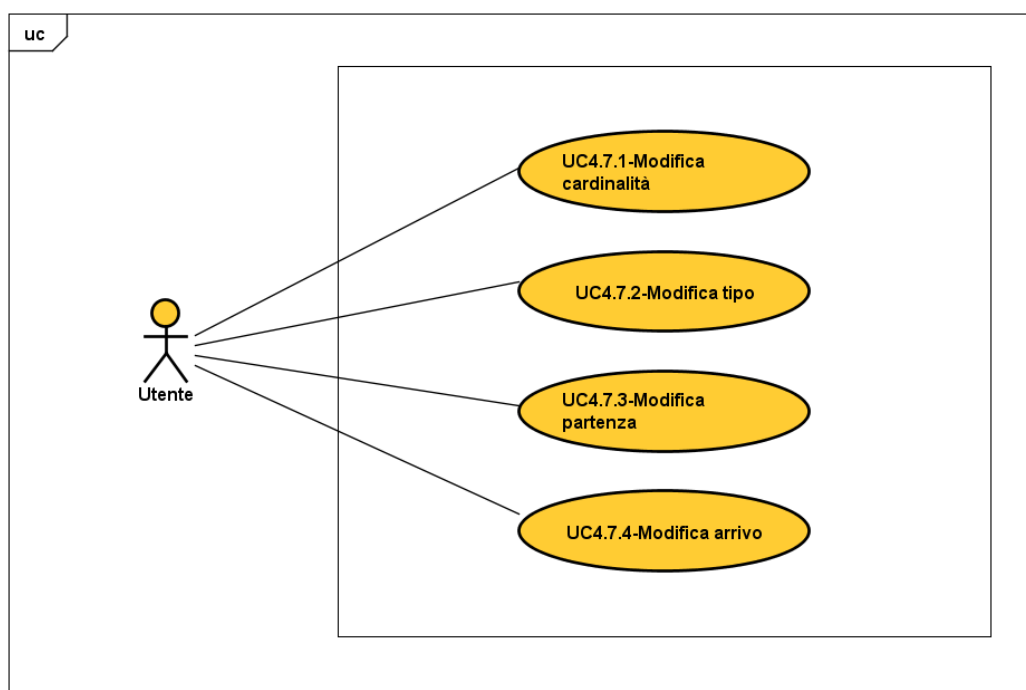 uc
UC4.7.1-Modifica
cardinalità
UC4.7.2-Modifica tipo
UC4.7.3-Modifica
partenza
UC4.7.4-Modifica arrivo
Utente